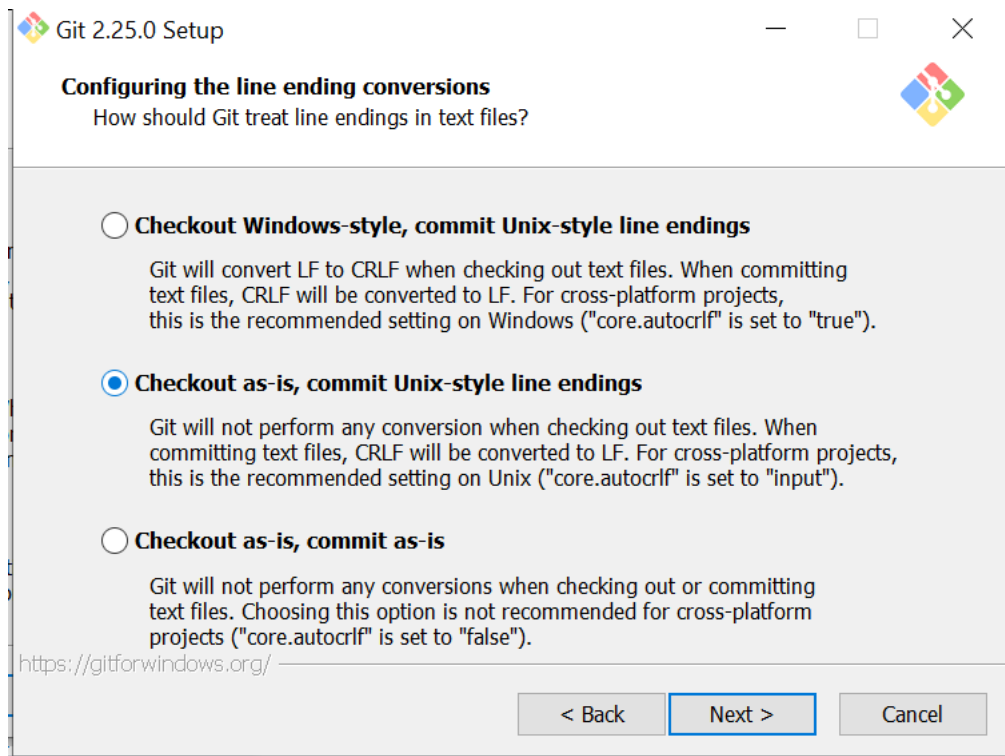 Git 2.25.0 Setup
Configuring the line ending conversions
How should Git treat line endings in text files?
Checkout Windows-style, commit Unix-style line endings
Git will convert LF to CRLF when checking out text files. When committing
text files, CRLF will be converted to LF. For cross-platform projects,
this is the recommended setting on Windows ("core.autocrlf" is set to "true").
Checkout as-is, commit Unix-style line endings
Git will not perform any conversion when checking out text files. When
committing text files, CRLF will be converted to LF. For cross-platform projects,
this is the recommended setting on Unix ("core.autocrlf" is set to "input").
Checkout as-is, commit as-is
Git will not perform any conversions when checking out or committing
text files. Choosing this option is not recommended for cross-platform
projects ("core.autocrlf" is set to "false").
https://gitforwindows.org/
< Back
Next >
Cancel